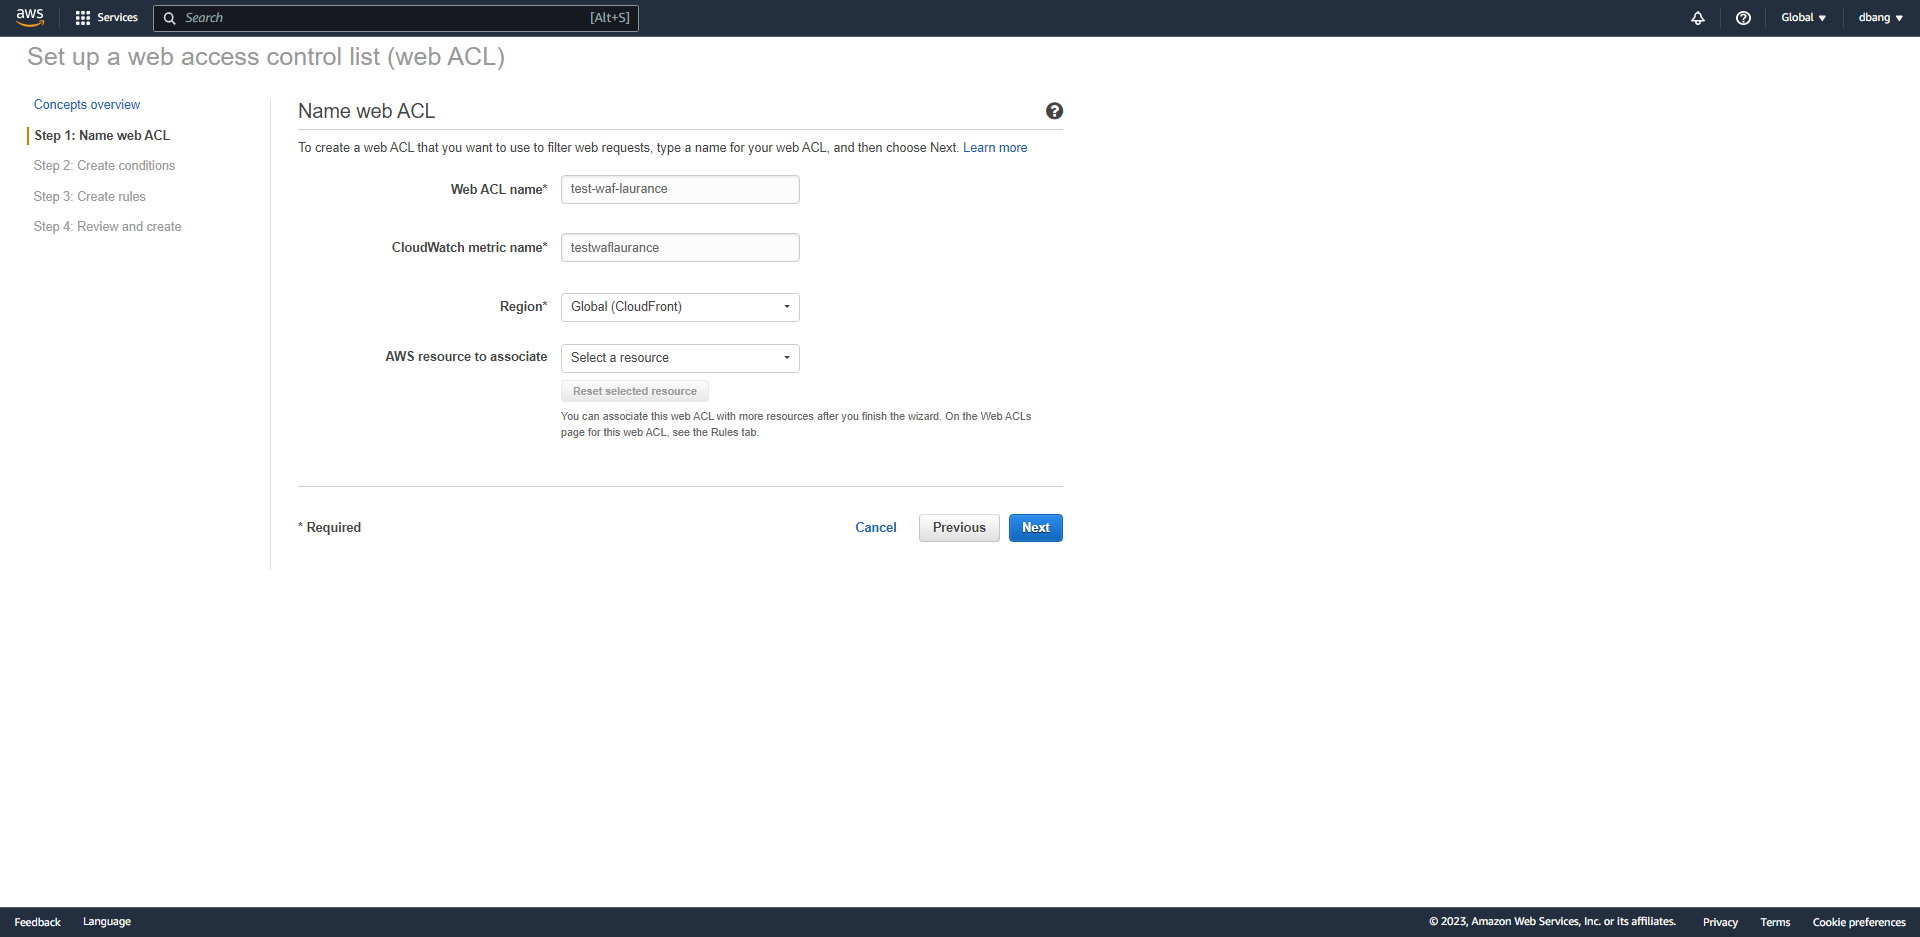 aws
Services
Search
[Alt+S]
Global
dbang
Set up a web access control list (web ACL)
Concepts overview
Step 1: Name web ACL
Step 2: Create conditions
Step 3: Create rules
Step 4: Review and create
Name web ACL
To create a web ACL that you want to use to filter web requests, type a name for your web ACL, and then choose Next. Learn more
Web ACL name*
test-waf-laurance
CloudWatch metric name*
testwaflaurance
Region*
Global (CloudFront)
AWS resource to associate
Select a resource
Reset selected resource
You can associate this web ACL with more resources after you finish the wizard. On the Web ACLs
page for this web ACL, see the Rules tab.
* Required
Cancel
Previous
Next
Feedback
Language
© 2023, Amazon Web Services, Inc. or its affiliates.
Privacy
Terms
Cookie preferences